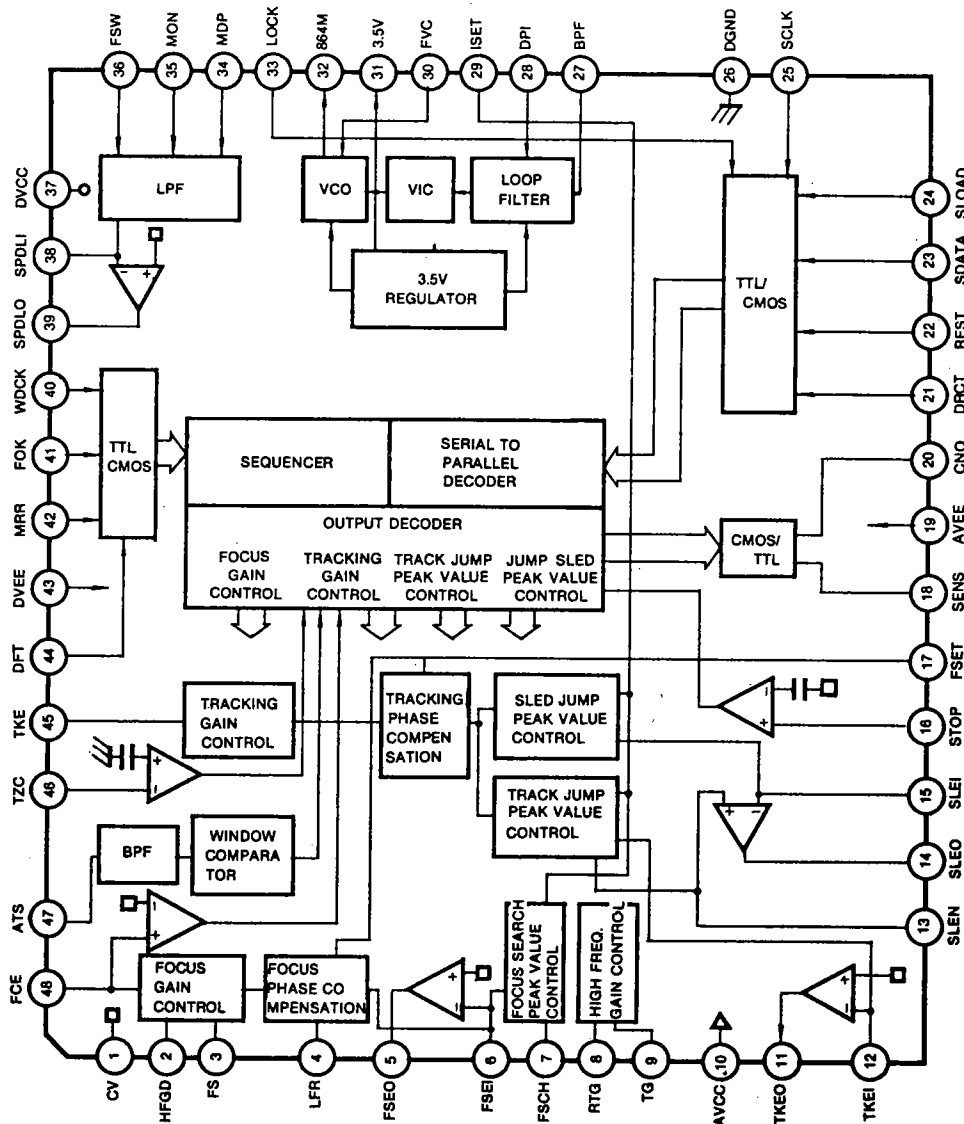 FSW
MON
MDP
LOCK
864M
3.5V
FVC
ISET
DPI
BPF
DGND
SCLK
36
35
34
33
32
31
30
29
28
27
26
25
DVCC
37
SPDLI
38
SPDLO
39
WDCK
40
FOK
41
MRR
42
DVEE
43
DFT
44
TKE
45
TZC
46
ATS
47
FCE
48
LPF
VCO
VIC
LOOP
FILTER
3.5V
REGULATOR
TTL/
CMOS
TTL
CMOS
SEQUENCER
SERIAL TO
PARALLEL
DECODER
OUTPUT DECODER
FOCUS
GAIN
CONTROL
TRACKING
GAIN
CONTROL
TRACK JUMP
PEAK VALUE
CONTROL
JUMP SLED
PEAK VALUE
CONTROL
CMOS/
TTL
TRACKING
GAIN
CONTROL
TRACKING
PHASE
COMPEN
SATION
SLED JUMP
PEAK VALUE
CONTROL
TRACK JUMP
PEAK VALUE
CONTROL
BPF
WINDOW
COMPARA
TOR
FOCUS
GAIN
CONTROL
FOCUS
PHASE CO
MPENSATION
FOCUS SEARCH
PEAK VALUE
CONTROL
HIGH FREQ.
GAIN CONTROL
24
SLOAD
23
SDATA
22
REST
21
DRCT
20
CNO
19
AVEE
18
SENS
17
FSET
16
STOP
15
SLEI
14
SLEO
13
SLEN
1
2
3
4
5
6
7
8
9
10
11
12
CV
HFGD
FS
LFR
FSEO
FSEI
FSCH
RTG
TG
AVCC
TKEO
TKEI